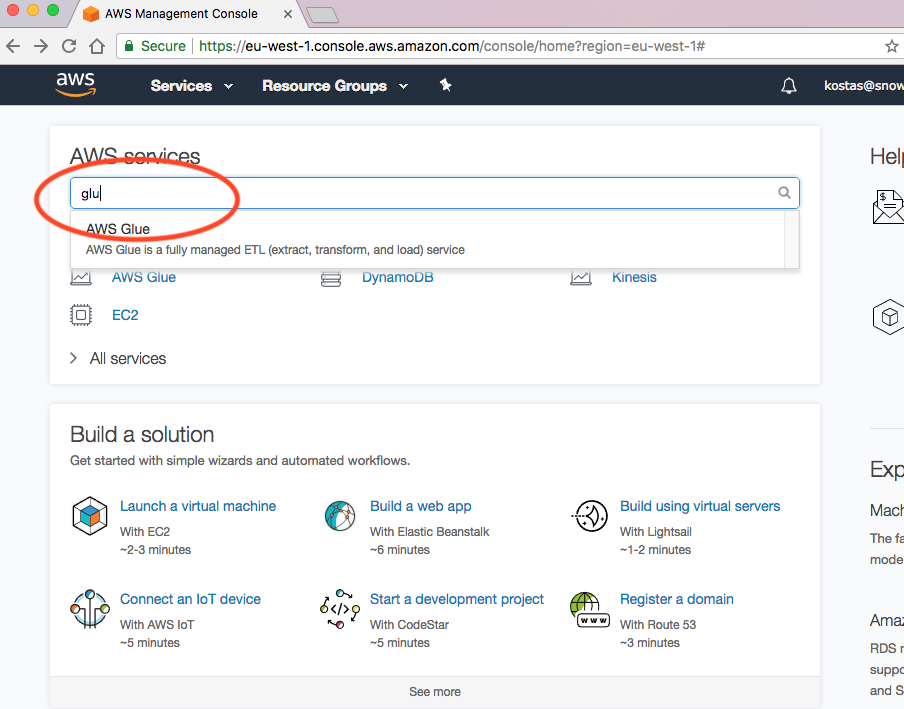 AWS Management Console
Secure https://eu-west-1.console.aws.amazon.com/console/home?region=eu-west-1#
aws Services Resource Groups kostas@snow
AWS services
glu
AWS Glue
AWS Glue is a fully managed ETL (extract, transform, and load) service
AWS Glue DynamoDB Kinesis
EC2
All services
Build a solution
Get started with simple wizards and automated workflows.
Launch a virtual machine
With EC2
~2-3 minutes
Build a web app
With Elastic Beanstalk
~6 minutes
Build using virtual servers
With Lightsail
~1-2 minutes
Connect an IoT device
With AWS IoT
~5 minutes
Start a development project
With CodeStar
~5 minutes
www
Register a domain
With Route 53
~3 minutes
See more
Help
$
Exp
Mach
The fa
mode
Amaz
RDS
suppo
and S